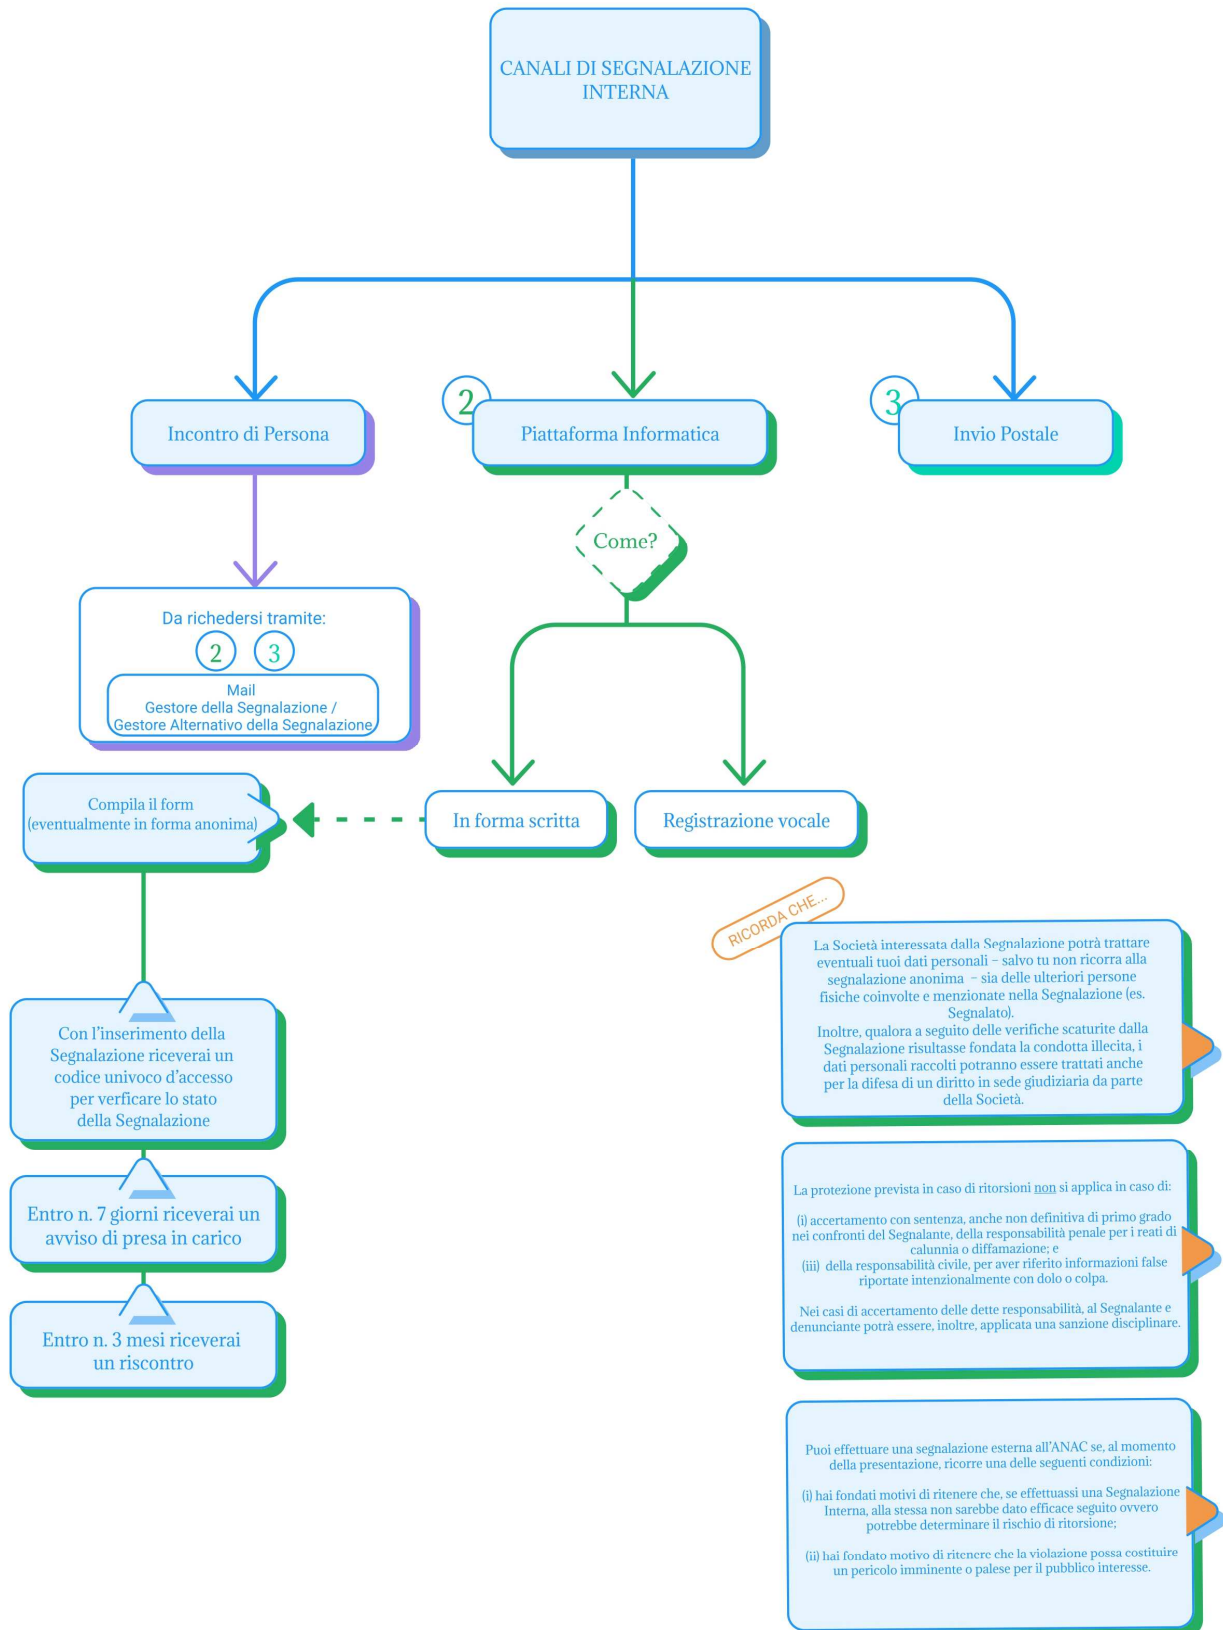 CANALI DI SEGNALAZIONE
INTERNA
Incontro di Persona
2
Piattaforma Informatica
3
Invio Postale
Come?
Da richedersi tramite:
2 3
Mail
Gestore della Segnalazione /
Gestore Alternativo della Segnalazione
Compila il form
(eventualmente in forma anonima)
In forma scritta
Registrazione vocale
Con l'inserimento della
Segnalazione riceverai un
codice univoco d'accesso
per verficare lo stato
della Segnalazione
Entro n. 7 giorni riceverai un
avviso di presa in carico
Entro n. 3 mesi riceverai
un riscontro
RICORDA CHE...
La Società interessata dalla Segnalazione potrà trattare
eventuali tuoi dati personali – salvo tu non ricorra alla
segnalazione anonima – sia delle ulteriori persone
fisiche coinvolte e menzionate nella Segnalazione (es.
Segnalato).
Inoltre, qualora a seguito delle verifiche scaturite dalla
Segnalazione risultasse fondata la condotta illecita, i
dati personali raccolti potranno essere trattati anche
per la difesa di un diritto in sede giudiziaria da parte
della Società.
La protezione prevista in caso di ritorsioni non si applica in caso di:
(i) accertamento con sentenza, anche non definitiva di primo grado
nei confronti del Segnalante, della responsabilità penale per i reati di
calunnia o diffamazione; e
(iii) della responsabilità civile, per aver riferito informazioni false
riportate intenzionalmente con dolo o colpa.
Nei casi di accertamento delle dette responsabilità, al Segnalante e
denunciante potrà essere, inoltre, applicata una sanzione disciplinare.
Puoi effettuare una segnalazione esterna all'ANAC se, al momento
della presentazione, ricorre una delle seguenti condizioni:
(i) hai fondati motivi di ritenere che, se effettuassi una Segnalazione
Interna, alla stessa non sarebbe dato efficace seguito ovvero
potrebbe determinare il rischio di ritorsione;
(ii) hai fondato motivo di ritenere che la violazione possa costituire
un pericolo imminente o palese per il pubblico interesse.